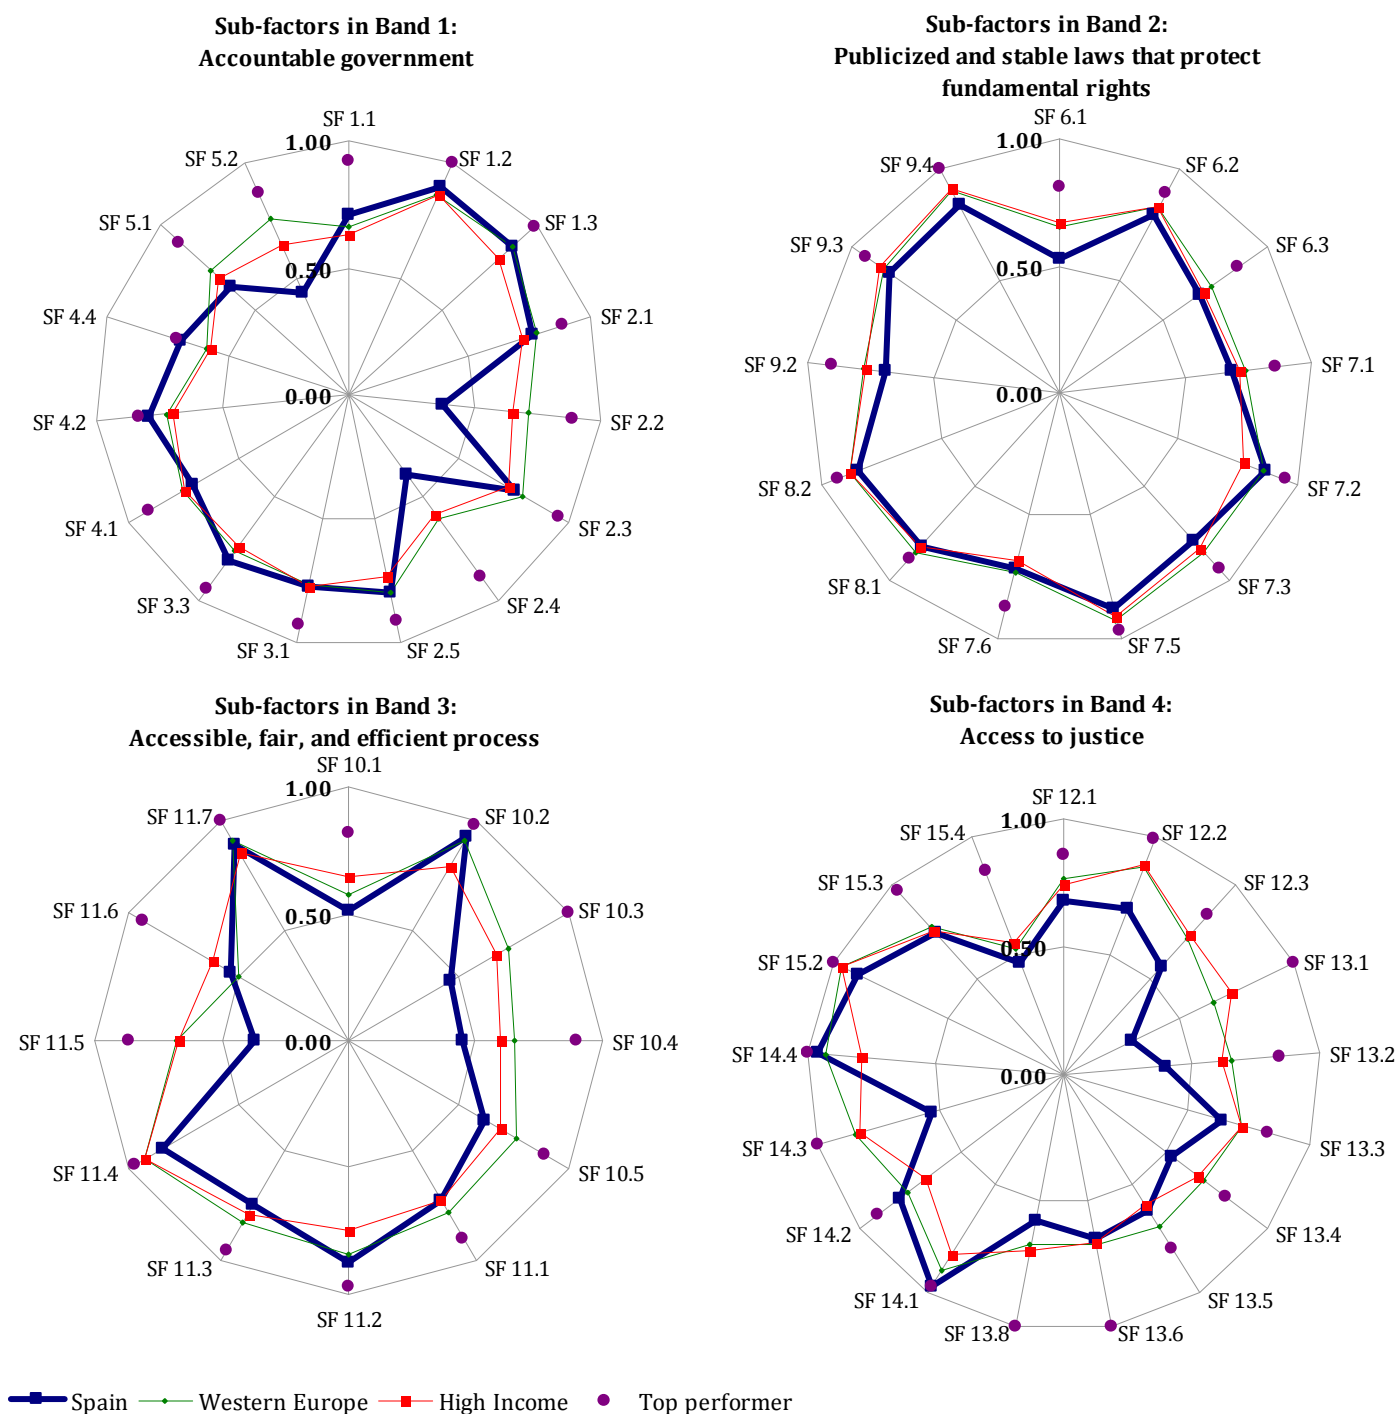 Sub-factors in Band 1:
Accountable government
SF 1.1
1.00
SF 1.2
SF 1.3
SF 2.1
SF 2.2
SF 2.3
SF 2.4
SF 2.5
SF 3.1
SF 3.3
SF 4.1
SF 4.2
SF 4.4
SF 5.1
SF 5.2
0.50
0.00
Sub-factors in Band 2:
Publicized and stable laws that protect
fundamental rights
SF 6.1
1.00
SF 6.2
SF 6.3
SF 7.1
SF 7.2
SF 7.3
SF 7.5
SF 7.6
SF 8.1
SF 8.2
SF 9.2
SF 9.3
SF 9.4
0.50
0.00
Sub-factors in Band 3:
Accessible, fair, and efficient process
SF 10.1
1.00
SF 10.2
SF 10.3
SF 10.4
SF 10.5
SF 11.1
SF 11.2
SF 11.3
SF 11.4
SF 11.5
SF 11.6
SF 11.7
0.50
0.00
Sub-factors in Band 4:
Access to justice
SF 12.1
1.00
SF 12.2
SF 12.3
SF 13.1
SF 13.2
SF 13.3
SF 13.4
SF 13.5
SF 13.6
SF 13.8
SF 14.1
SF 14.2
SF 14.3
SF 14.4
SF 15.2
SF 15.3
SF 15.4
0.50
0.00
Spain Western Europe High Income Top performer